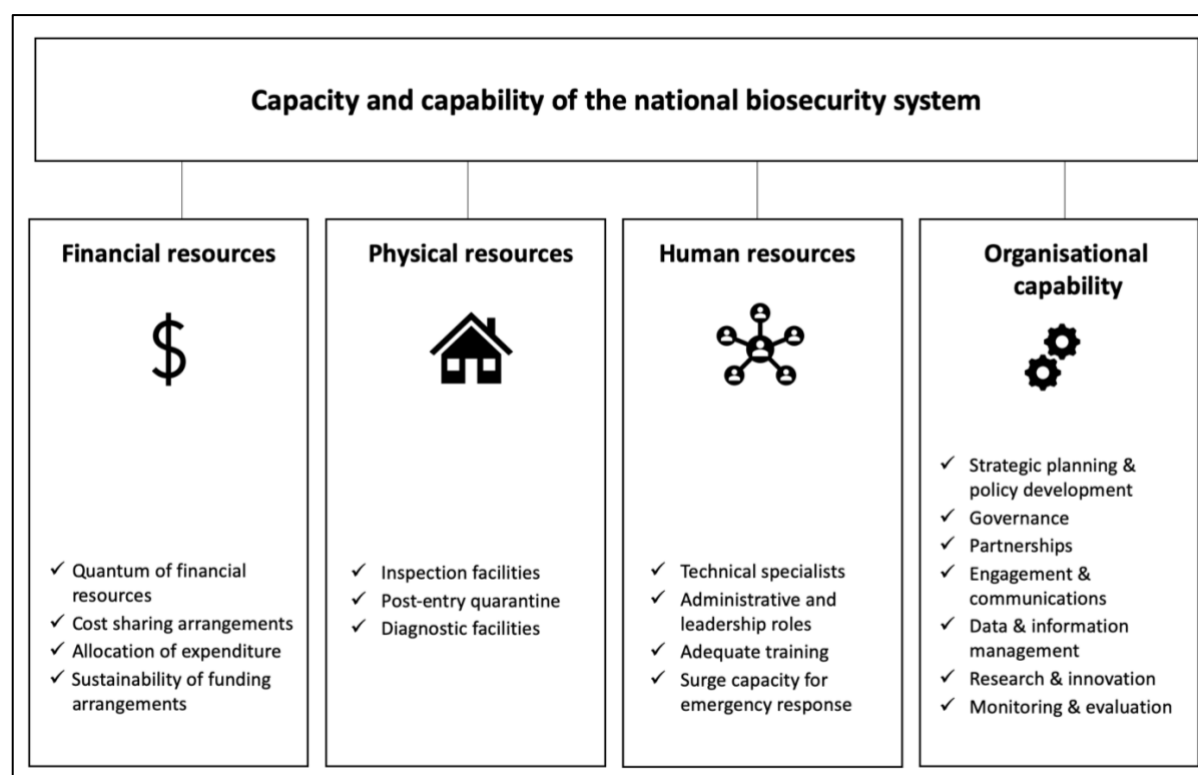 Capacity and capability of the national biosecurity system
Financial resources
$
✓ Quantum of financial
resources
✓ Cost sharing arrangements
✓ Allocation of expenditure
✓ Sustainability of funding
arrangements
Physical resources
✓ Inspection facilities
✓ Post-entry quarantine
✓ Diagnostic facilities
Human resources
✓ Technical specialists
✓ Administrative and
leadership roles
✓ Adequate training
✓ Surge capacity for
emergency response
Organisational
capability
✓ Strategic planning &
policy development
✓ Governance
✓ Partnerships
✓ Engagement &
communications
✓ Data & information
management
✓ Research & innovation
✓ Monitoring & evaluation